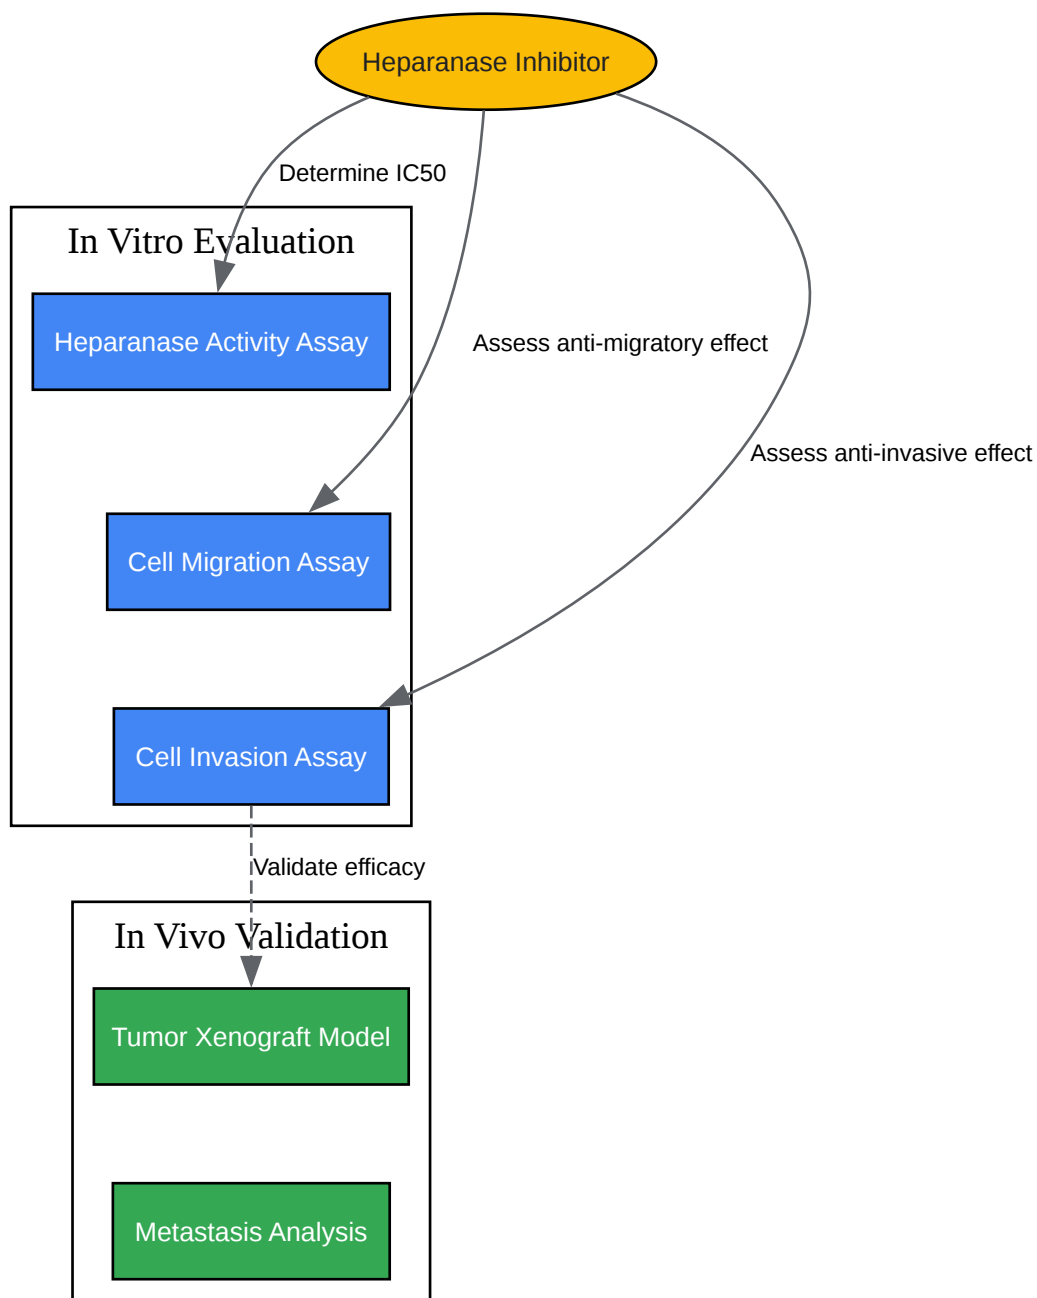 Heparanase Inhibitor
Determine IC50
In Vitro Evaluation
Heparanase Activity Assay
Assess anti-migratory effect
Assess anti-invasive effect
Cell Migration Assay
Cell Invasion Assay
Validate efficacy
In Vivo Validation
Tumor Xenograft Model
Metastasis Analysis